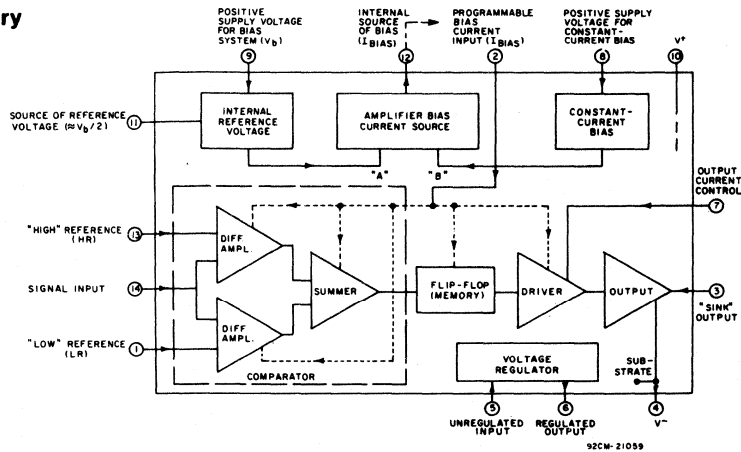 ry
POSITIVE
SUPPLY VOLTAGE
FOR BIAS
SYSTEM (Vb)
INTERNAL
SOURCE
OF BIAS
(IBIAS)
PROGRAMMABLE
BIAS
CURRENT
INPUT (IBIAS)
POSITIVE SUPPLY
VOLTAGE FOR
CONSTANT-
CURRENT BIAS
V+
9
12
2
8
10
SOURCE OF REFERENCE
VOLTAGE (≈Vb/2)
11
INTERNAL
REFERENCE
VOLTAGE
AMPLIFIER BIAS
CURRENT SOURCE
CONSTANT-
CURRENT
BIAS
"A"
"B"
OUTPUT
CURRENT
CONTROL
7
"HIGH" REFERENCE
(HR)
13
DIFF
AMPL.
SIGNAL INPUT
14
SUMMER
FLIP-FLOP
(MEMORY)
DRIVER
OUTPUT
3
"SINK"
OUTPUT
"LOW" REFERENCE
(LR)
1
DIFF
AMPL.
COMPARATOR
VOLTAGE
REGULATOR
SUB-
STRATE
5
6
4
UNREGULATED
INPUT
REGULATED
OUTPUT
V-
92CM-21059